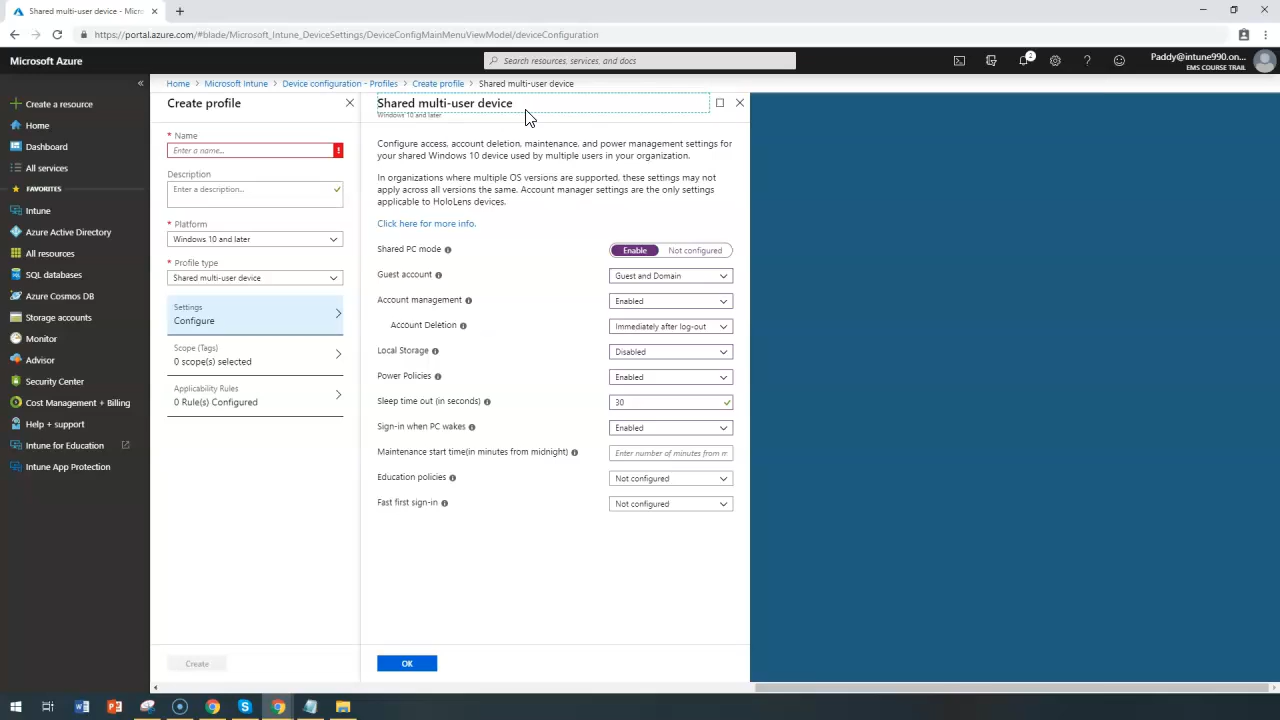 Shared multi-user device - Micro
https://portal.azure.com/#blade/Microsoft_Intune_DeviceSettings/DeviceConfigMainMenuViewModel/deviceConfiguration
Microsoft Azure
Search resources, services, and docs
2
Paddy@intune990.on...
EMS COURSE TRAIL
Home > Microsoft Intune > Device configuration - Profiles > Create profile > Shared multi-user device
Create a resource
Home
Dashboard
All services
FAVORITES
Intune
Azure Active Directory
All resources
SQL databases
Azure Cosmos DB
Storage accounts
Monitor
Advisor
Security Center
Cost Management + Billing
Help + support
Intune for Education
Intune App Protection
Create profile
* Name
Enter a name...
Description
Enter a description...
* Platform
Windows 10 and later
* Profile type
Shared multi-user device
Settings
Configure
Scope (Tags)
0 scope(s) selected
Applicability Rules
0 Rule(s) Configured
Create
Shared multi-user device
Windows 10 and later
Configure access, account deletion, maintenance, and power management settings for
your shared Windows 10 device used by multiple users in your organization.
In organizations where multiple OS versions are supported, these settings may not
apply across all versions the same. Account manager settings are the only settings
applicable to HoloLens devices.
Click here for more info.
Shared PC mode Enable Not configured
Guest account Guest and Domain
Account management Enabled
Account Deletion Immediately after log-out
Local Storage Disabled
Power Policies Enabled
Sleep time out (in seconds) 30
Sign-in when PC wakes Enabled
Maintenance start time(in minutes from midnight) Enter number of minutes from m
Education policies Not configured
Fast first sign-in Not configured
OK